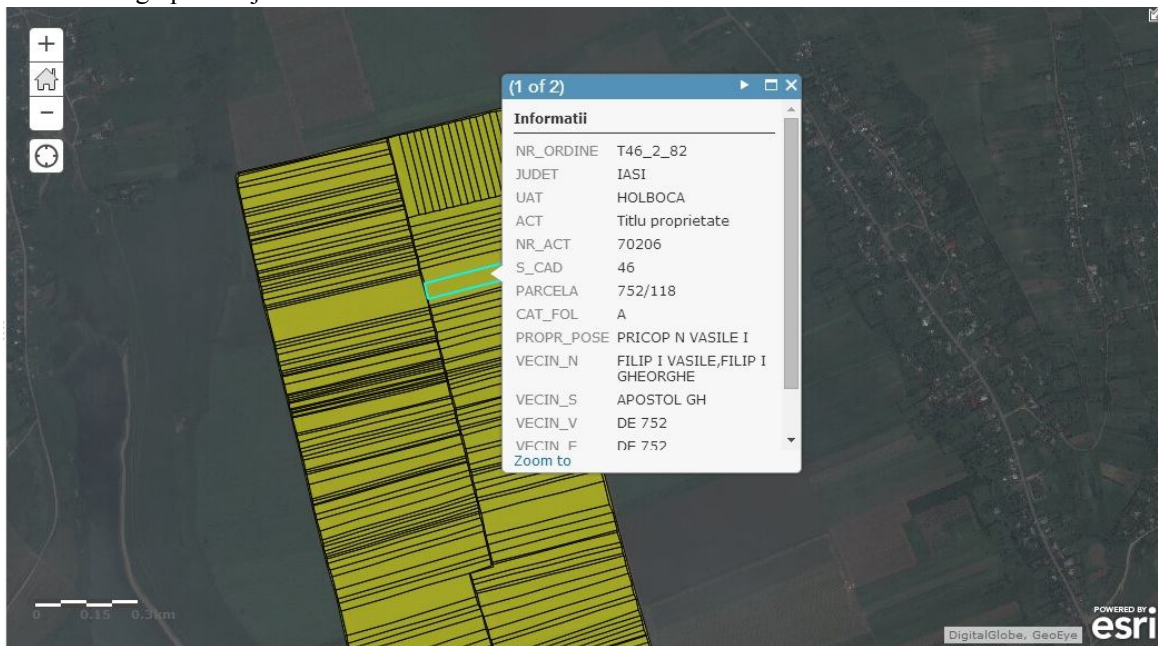 (1 of 2)
Informatii
NR_ORDINE T46_2_82
JUDET IASI
UAT HOLBOCA
ACT Titlu proprietate
NR_ACT 70206
S_CAD 46
PARCELA 752/118
CAT_FOL A
PROPR_POSE PRICOP N VASILE I
VECIN_N FILIP I VASILE,FILIP I
GHEORGHE
VECIN_S APOSTOL GH
VECIN_V DE 752
VECIN_E DE 752
Zoom to
0 0.15 0.3km
DigitalGlobe, GeoEye
POWERED BY
esri